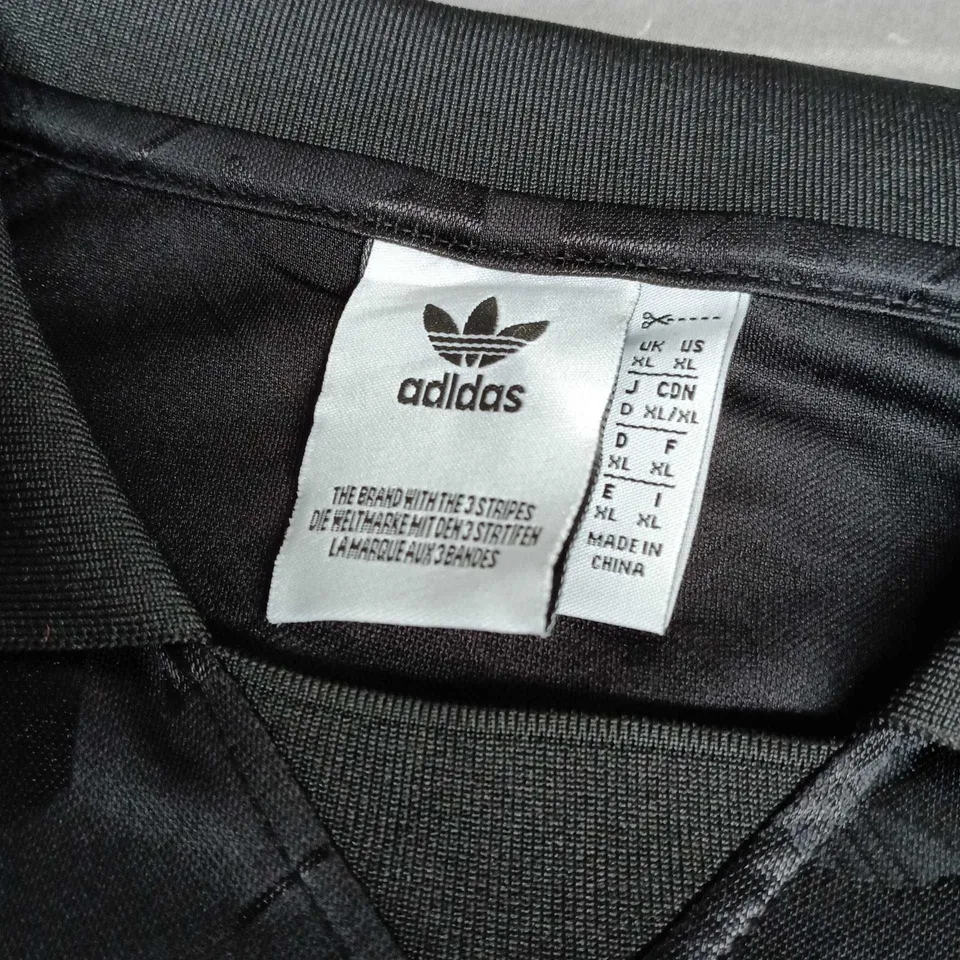 adidas
THE BRAND WITH THE 3 STRIPES
DIE WELTMARKE MIT DEN 3 STRTIFEN
LA MARQUE AUX 3 BANDES
UK US
XL XL
J CDN
D XL/XL
D F
XL XL
E I
XL XL
MADE IN
CHINA